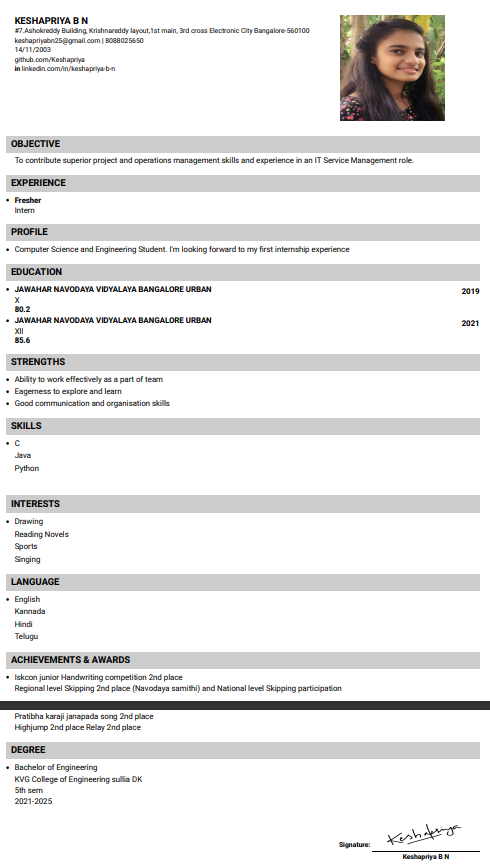 KESHAPRIYA B N
#7.Ashokreddy Building, Krishnareddy layout,1st main, 3rd cross Electronic City Bangalore-560100
keshapriyabn25@gmail.com | 8088025650
14/11/2003
github.com/Keshapriya
in linkedin.com/in/keshapriya-b-n
OBJECTIVE
To contribute superior project and operations management skills and experience in an IT Service Management role.
EXPERIENCE
• Fresher
Intern
PROFILE
• Computer Science and Engineering Student. I'm looking forward to my first internship experience
EDUCATION
• JAWAHAR NAVODAYA VIDYALAYA BANGALORE URBAN 2019
X
80.2
• JAWAHAR NAVODAYA VIDYALAYA BANGALORE URBAN 2021
XII
85.6
STRENGTHS
• Ability to work effectively as a part of team
• Eagerness to explore and learn
• Good communication and organisation skills
SKILLS
• C
Java
Python
INTERESTS
• Drawing
Reading Novels
Sports
Singing
LANGUAGE
• English
Kannada
Hindi
Telugu
ACHIEVEMENTS & AWARDS
• Iskcon junior Handwriting competition 2nd place
Regional level Skipping 2nd place (Navodaya samithi) and National level Skipping participation
Pratibha karaji janapada song 2nd place
Highjump 2nd place Relay 2nd place
DEGREE
• Bachelor of Engineering
KVG College of Engineering sullia DK
5th sem
2021-2025
Keshapriya
Signature:
Keshapriya B N